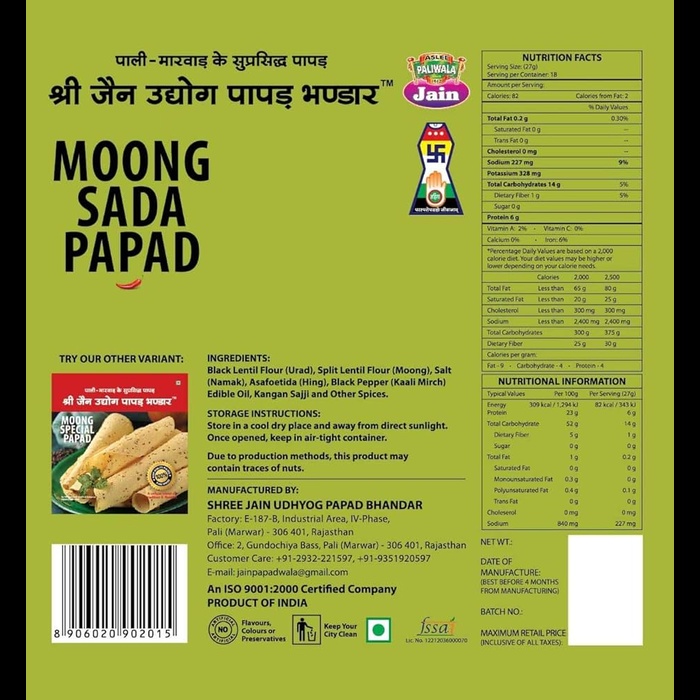 पाली-मारवाड़ के सुप्रसिद्ध पापड़
श्री जैन उद्योग पापड़ भण्डार™
ASLEE
PALIWALA
Jain
MOONG
SADA
PAPAD
परस्परोपग्रहो जीवानाम्
TRY OUR OTHER VARIANT:
पाली-मारवाड़ के सुप्रसिद्ध पापड़
श्री जैन उद्योग पापड़ भण्डार™
MOONG
SPECIAL
PAPAD
100%
8 906020 902015
INGREDIENTS:
Black Lentil Flour (Urad), Split Lentil Flour (Moong), Salt
(Namak), Asafoetida (Hing), Black Pepper (Kaali Mirch)
Edible Oil, Kangan Sajji and Other Spices.
STORAGE INSTRUCTIONS:
Store in a cool dry place and away from direct sunlight.
Once opened, keep in air-tight container.
Due to production methods, this product may
contain traces of nuts.
MANUFACTURED BY:
SHREE JAIN UDHYOG PAPAD BHANDAR
Factory: E-187-B, Industrial Area, IV-Phase,
Pali (Marwar) - 306 401, Rajasthan
Office: 2, Gundochiya Bass, Pali (Marwar) - 306 401, Rajasthan
Customer Care: +91-2932-221597, +91-9351920597
E-mail: jainpapadwala@gmail.com
An ISO 9001:2000 Certified Company
PRODUCT OF INDIA
ARTIFICIAL
NO
ARTIFICIAL
Flavours,
Colours or
Preservatives
Keep Your
City Clean
fssai
Lic. No. 12212036000070
NUTRITION FACTS
Serving Size: (27g)
Serving per Container: 18
Amount per Serving:
Calories: 82 Calories from Fat: 2
% Daily Values
Total Fat 0.2 g 0.30%
Saturated Fat 0 g --
Trans Fat 0 g --
Cholesterol 0 mg --
Sodium 227 mg 9%
Potassium 328 mg
Total Carbohydrates 14 g 5%
Dietary Fiber 1 g 5%
Sugar 0 g
Protein 6 g
Vitamin A: 2% - Vitamin C: 0%
Calcium 0% - Iron: 6%
*Percentage Daily Values are based on a 2,000
calorie diet. Your diet values may be higher or
lower depending on your calorie needs.
Calories 2,000 2,500
Total Fat Less than 65 g 80 g
Saturated Fat Less than 20 g 25 g
Cholesterol Less than 300 mg 300 mg
Sodium Less than 2,400 mg 2,400 mg
Total Carbohydrates 300 g 375 g
Dietary Fiber 25 g 30 g
Calories per gram:
Fat - 9 - Carbohydrate - 4 - Protein - 4
NUTRITIONAL INFORMATION
Typical Values Per 100g Per Serving (27g)
Energy 309 kcal / 1,294 kJ 82 kcal / 343 kJ
Protein 23 g 6 g
Total Carbohydrate 52 g 14 g
Dietary Fiber 5 g 1 g
Sugar 0 g 0 g
Total Fat 1 g 0.2 g
Saturated Fat 0 g 0 g
Monounsaturated Fat 0.3 g 0 g
Polyunsaturated Fat 0.4 g 0.1 g
Trans Fat 0 g 0 g
Choleserol 0 mg 0 mg
Sodium 840 mg 227 mg
NET WT.:
DATE OF
MANUFACTURE:
(BEST BEFORE 4 MONTHS
FROM MANUFACTURING)
BATCH NO.:
MAXIMUM RETAIL PRICE
(INCLUSIVE OF ALL TAXES):